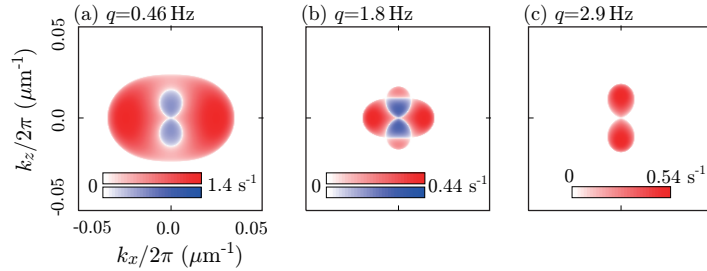 (a) q=0.46 Hz
(b) q=1.8 Hz
(c) q=2.9 Hz
0.05
0.0
-0.05
k_z/2π (μm⁻¹)
0 1.4 s⁻¹
0 0.44 s⁻¹
0 0.54 s⁻¹
-0.05 0.0 0.05
k_x/2π (μm⁻¹)